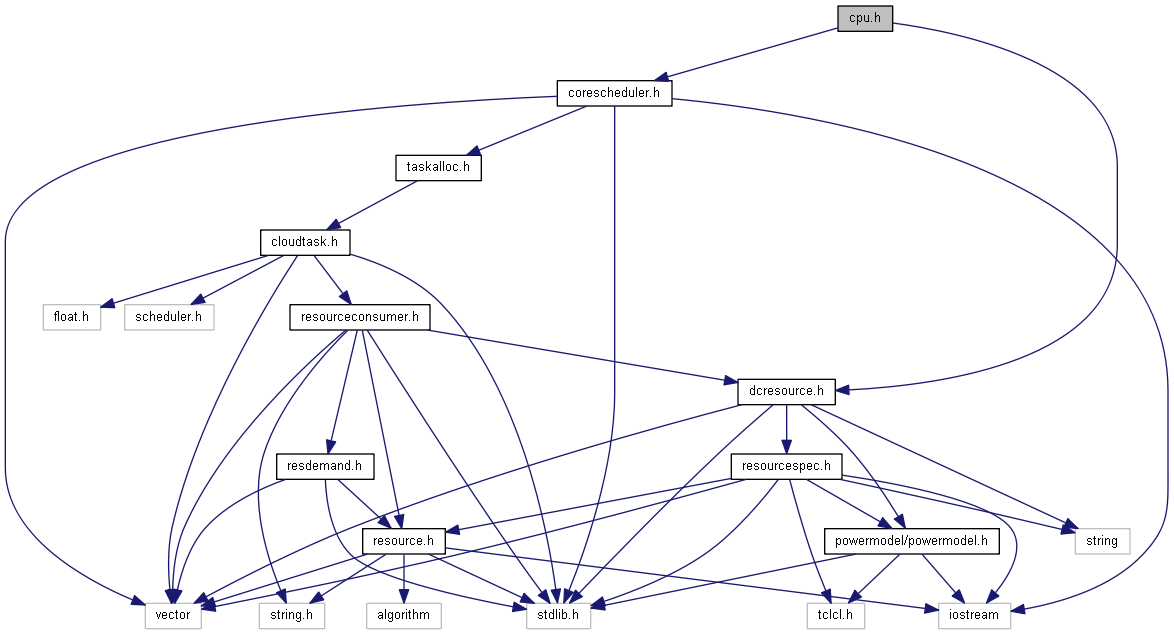 cpu.h
corescheduler.h
taskalloc.h
cloudtask.h
float.h
scheduler.h
resourceconsumer.h
dcresource.h
resdemand.h
resourcespec.h
resource.h
powermodel/powermodel.h
string
vector
string.h
algorithm
stdlib.h
tclcl.h
iostream